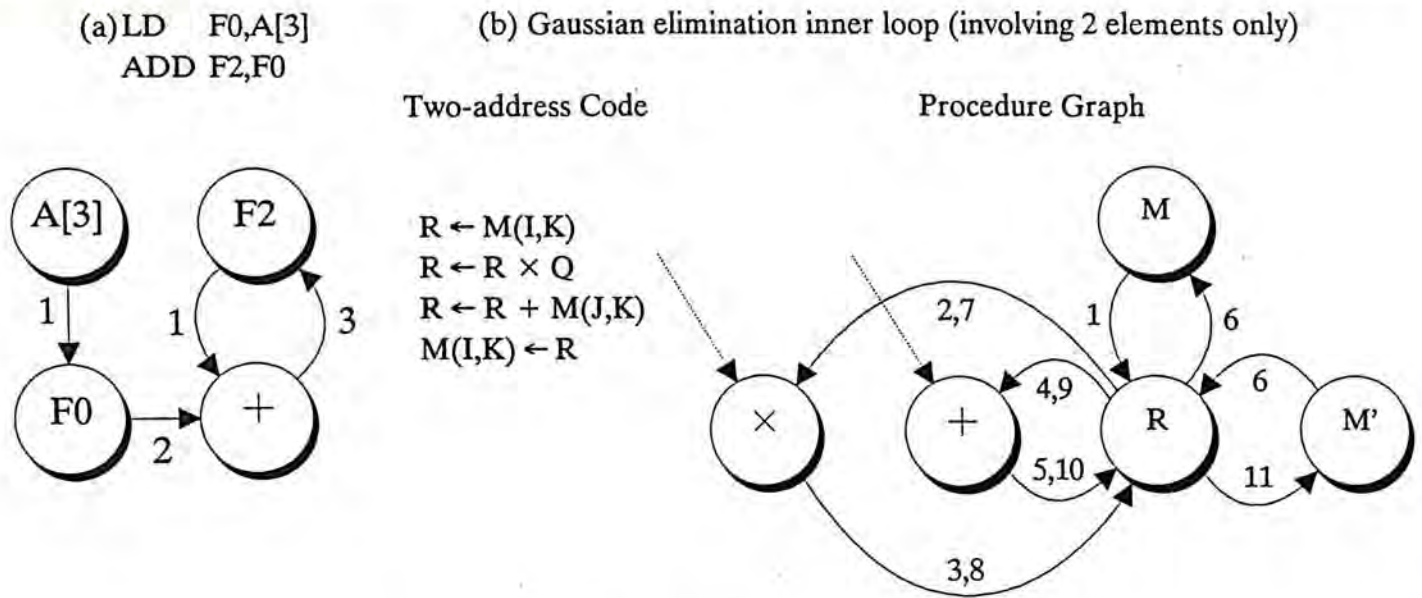 (a) LD F0,A[3]
ADD F2,F0
(b) Gaussian elimination inner loop (involving 2 elements only)
Two-address Code
Procedure Graph
A[3]
F2
1
1
3
F0
2
+
R ← M(I,K)
R ← R × Q
R ← R + M(J,K)
M(I,K) ← R
M
2,7
1
6
4,9
6
×
+
R
M'
5,10
11
3,8